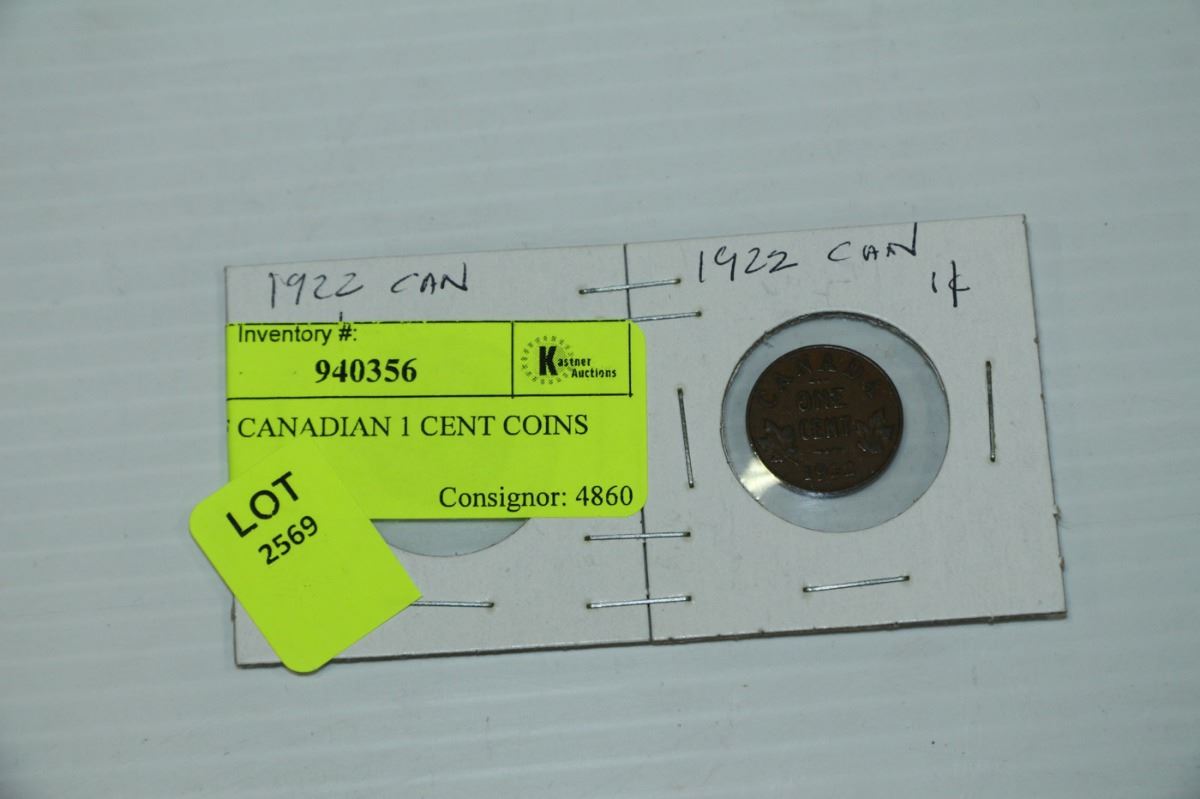 1922 CAN
1922 CAN
1¢
Inventory #:
940356
Kastner
Auctions
CANADIAN 1 CENT COINS
Consignor: 4860
LOT
2569
CANADA
ONE
CENT